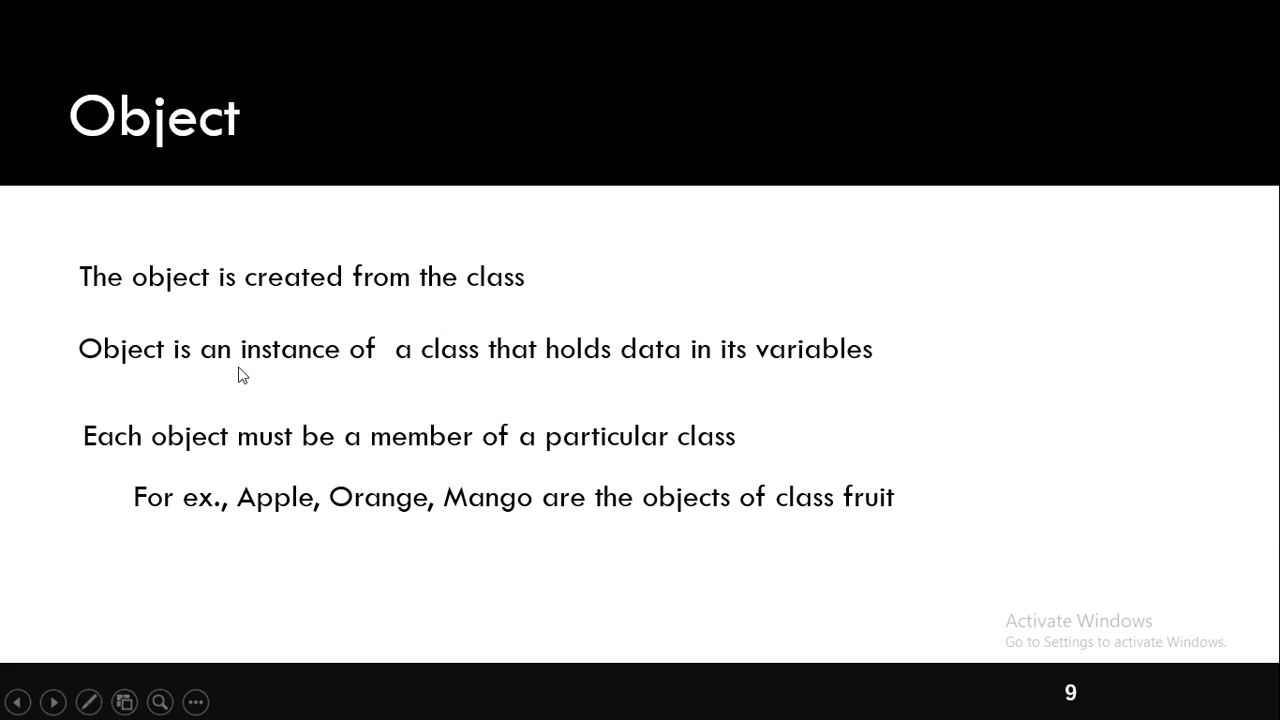 Object
The object is created from the class
Object is an instance of  a class that holds data in its variables
Each object must be a member of a particular class
For ex., Apple, Orange, Mango are the objects of class fruit
Activate Windows
Go to Settings to activate Windows.
9